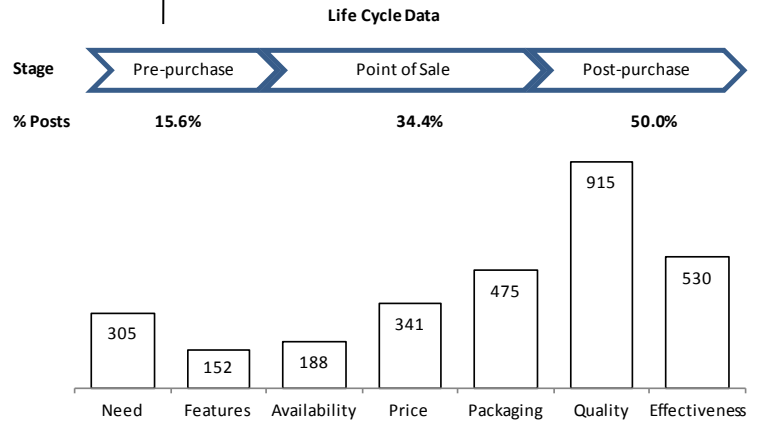 Life Cycle Data
Stage Pre-purchase Point of Sale Post-purchase
% Posts 15.6% 34.4% 50.0%
915
530
475
341
305
188
152
Need Features Availability Price Packaging Quality Effectiveness